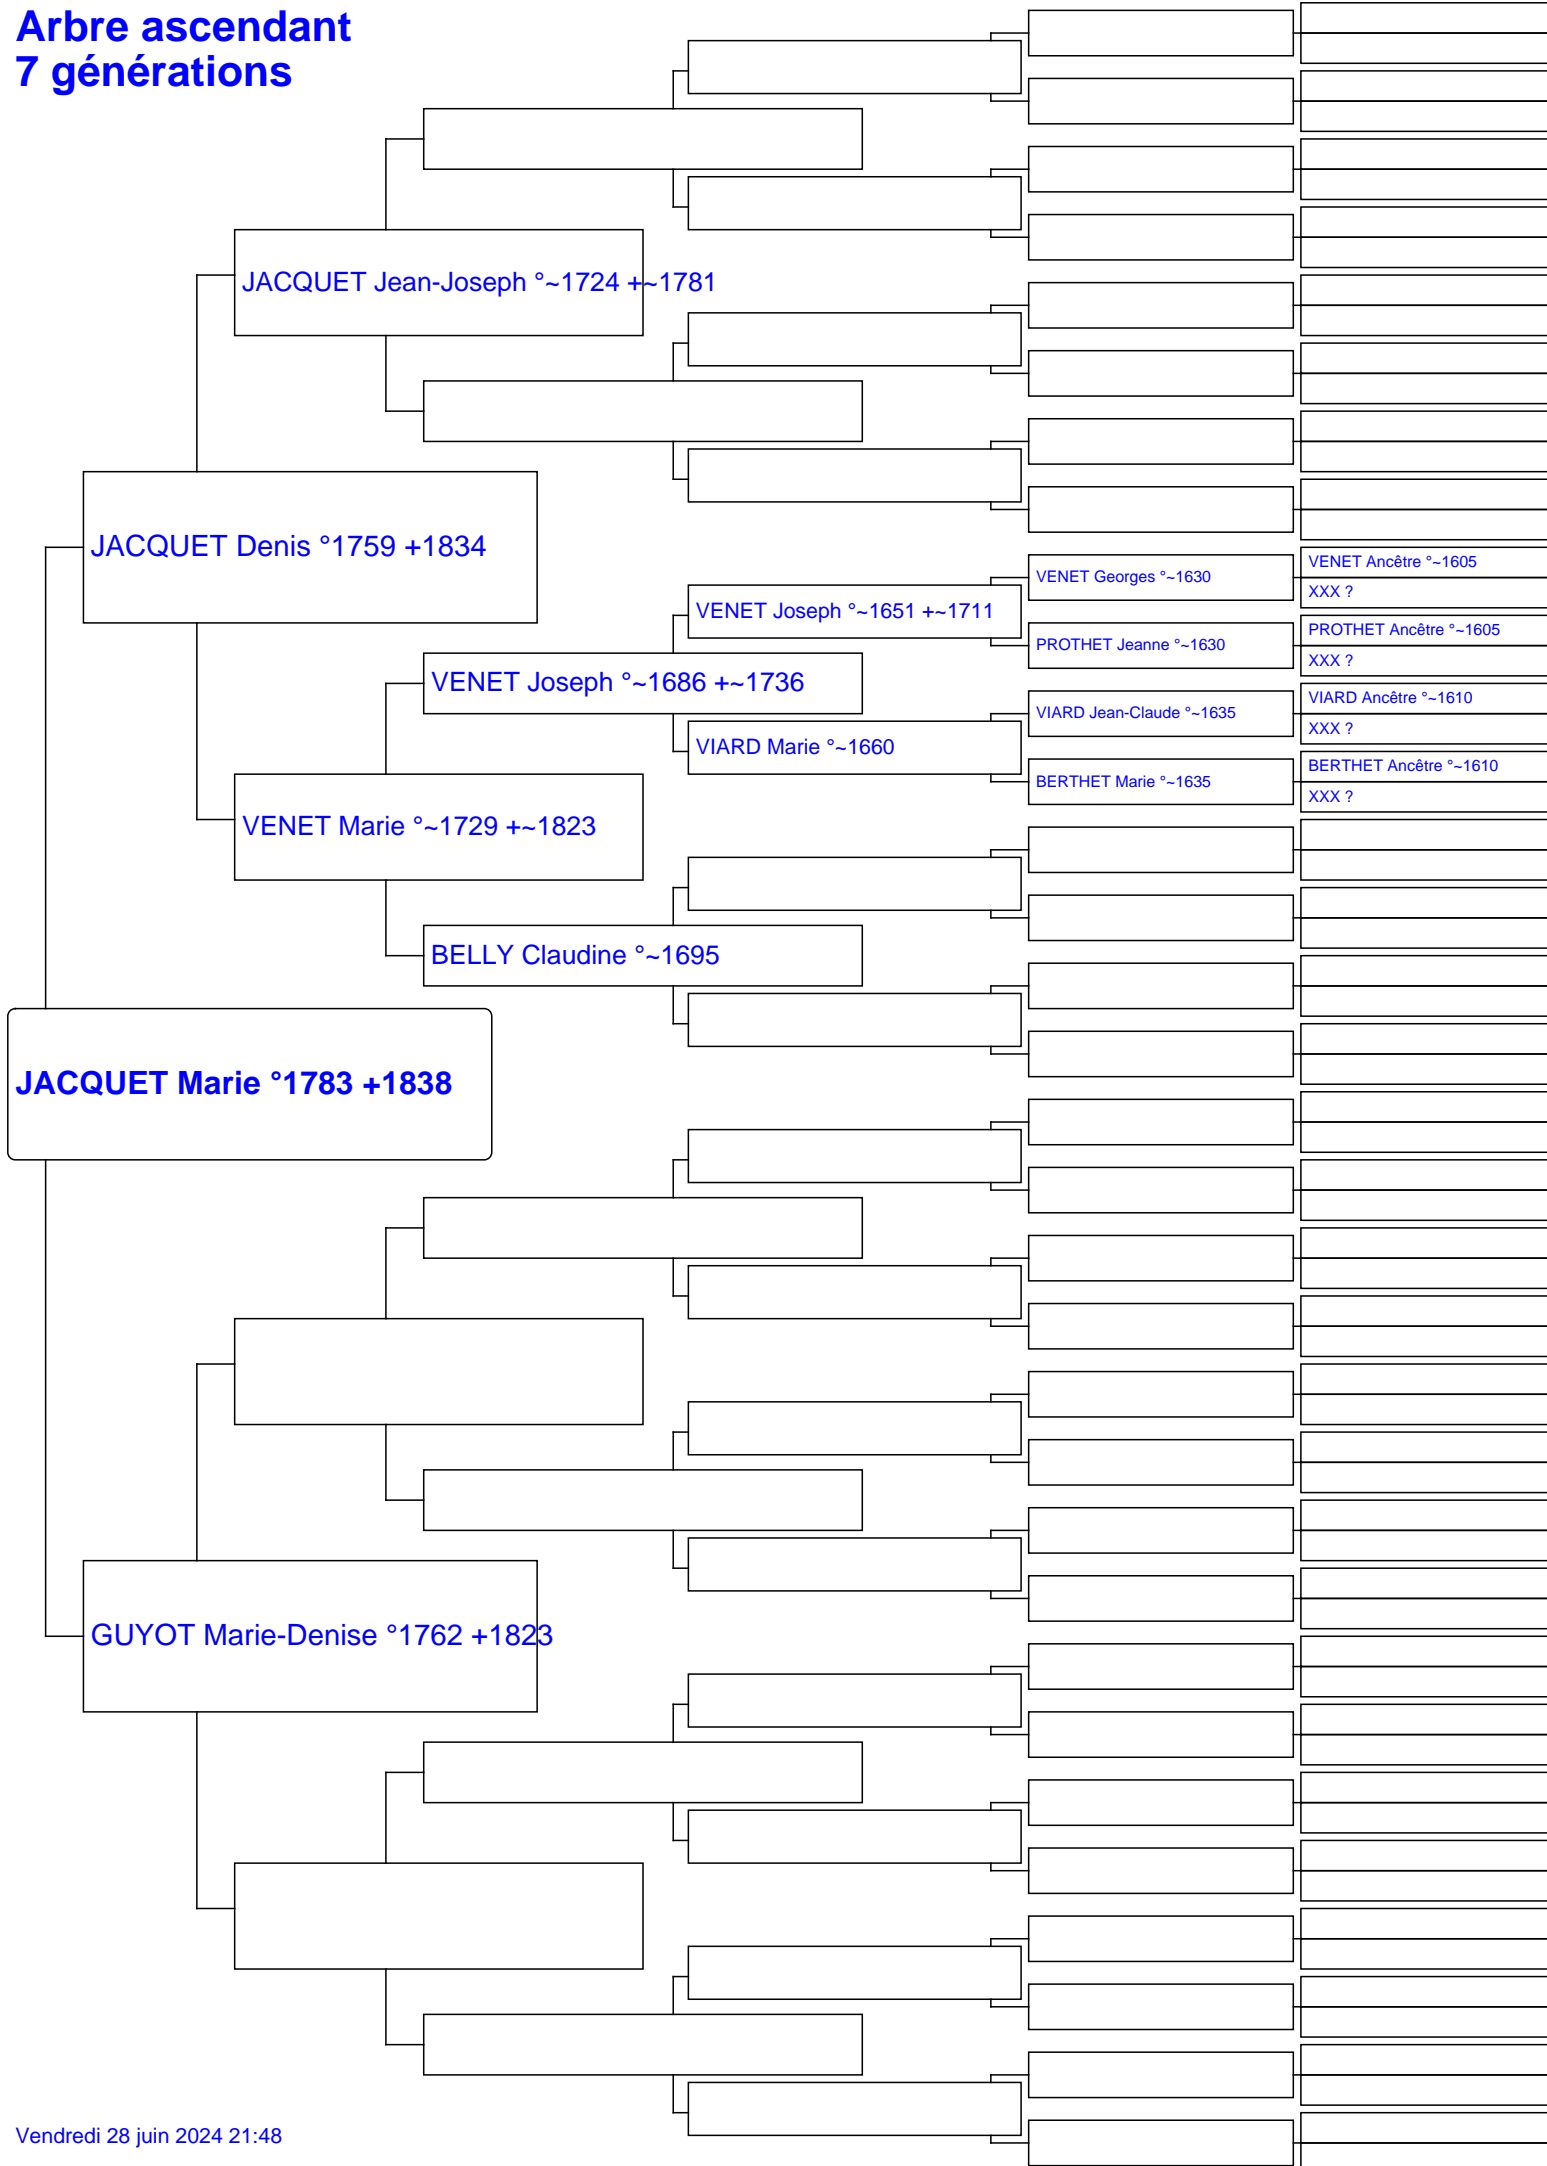 Arbre ascendant
7 générations
JACQUET Jean-Joseph °~1724 +~1781
JACQUET Denis °1759 +1834
VENET Ancêtre °~1605
VENET Georges °~1630
XXX ?
VENET Joseph °~1651 +~1711
PROTHET Ancêtre °~1605
PROTHET Jeanne °~1630
XXX ?
VENET Joseph °~1686 +~1736
VIARD Ancêtre °~1610
VIARD Jean-Claude °~1635
XXX ?
VIARD Marie °~1660
BERTHET Ancêtre °~1610
BERTHET Marie °~1635
XXX ?
VENET Marie °~1729 +~1823
BELLY Claudine °~1695
JACQUET Marie °1783 +1838
GUYOT Marie-Denise °1762 +1823
Vendredi 28 juin 2024 21:48